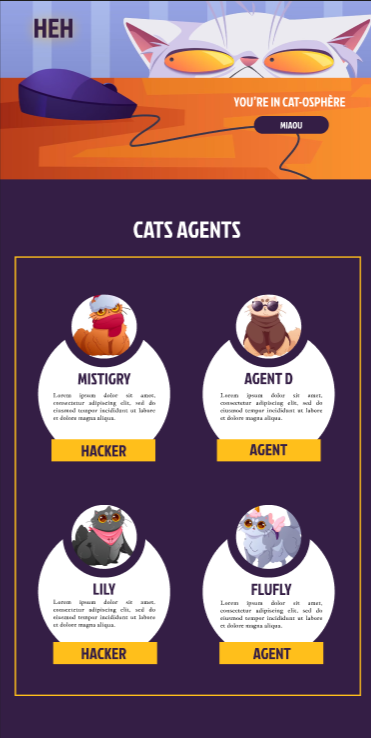 HEH
YOU'RE IN CAT-OSPHÈRE
MIAOU
CATS AGENTS
MISTIGRY
Lorem ipsum dolor sit amet,
consectetur adipiscing elit, sed do
eiusmod tempor incididunt ut labore
et dolore magna aliqua.
HACKER
AGENT D
Lorem ipsum dolor sit amet,
consectetur adipiscing elit, sed do
eiusmod tempor incididunt ut labore
et dolore magna aliqua.
AGENT
LILY
Lorem ipsum dolor sit amet,
consectetur adipiscing elit, sed do
eiusmod tempor incididunt ut labore
et dolore magna aliqua.
HACKER
FLUFLY
Lorem ipsum dolor sit amet,
consectetur adipiscing elit, sed do
eiusmod tempor incididunt ut labore
et dolore magna aliqua.
AGENT